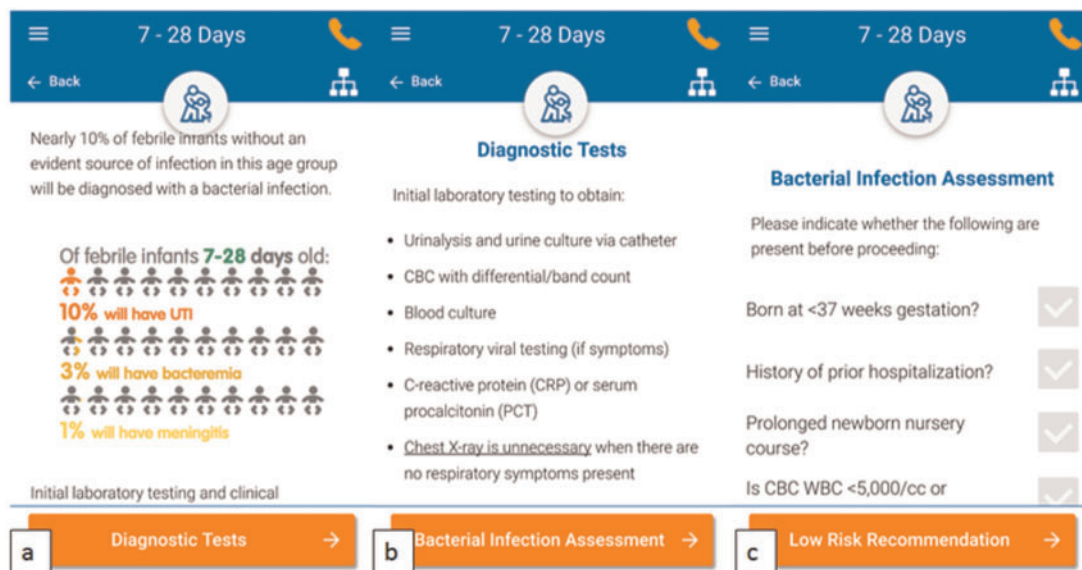 7 - 28 Days
← Back
Nearly 10% of febrile infants without an
evident source of infection in this age group
will be diagnosed with a bacterial infection.
Of febrile infants 7-28 days old:
10% will have UTI
3% will have bacteremia
1% will have meningitis
Initial laboratory testing and clinical
a
Diagnostic Tests →
7 - 28 Days
← Back
Diagnostic Tests
Initial laboratory testing to obtain:
• Urinalysis and urine culture via catheter
• CBC with differential/band count
• Blood culture
• Respiratory viral testing (if symptoms)
• C-reactive protein (CRP) or serum
procalcitonin (PCT)
• Chest X-ray is unnecessary when there are
no respiratory symptoms present
b
Bacterial Infection Assessment →
7 - 28 Days
← Back
Bacterial Infection Assessment
Please indicate whether the following are
present before proceeding:
Born at <37 weeks gestation?
History of prior hospitalization?
Prolonged newborn nursery
course?
Is CBC WBC <5,000/cc or
c
Low Risk Recommendation →